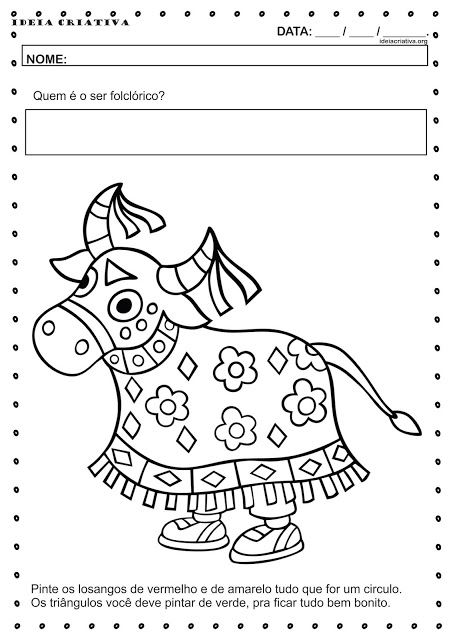 IDEIA CRIATIVA
DATA: ____ / ____ / _______.
ideiacriativa.org
NOME:
Quem é o ser folclórico?
Pinte os losangos de vermelho e de amarelo tudo que for um circulo.
Os triângulos você deve pintar de verde, pra ficar tudo bem bonito.